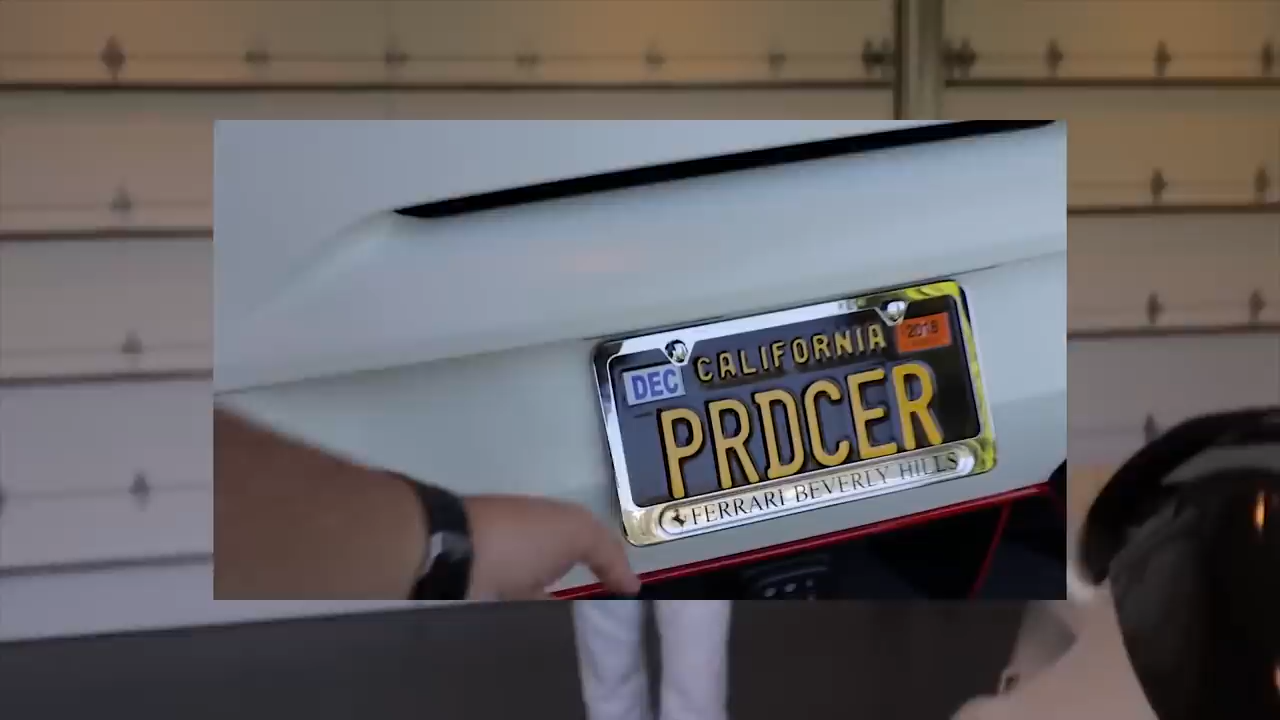 CALIFORNIA
2018
DEC
PRDCER
FERRARI BEVERLY HILLS